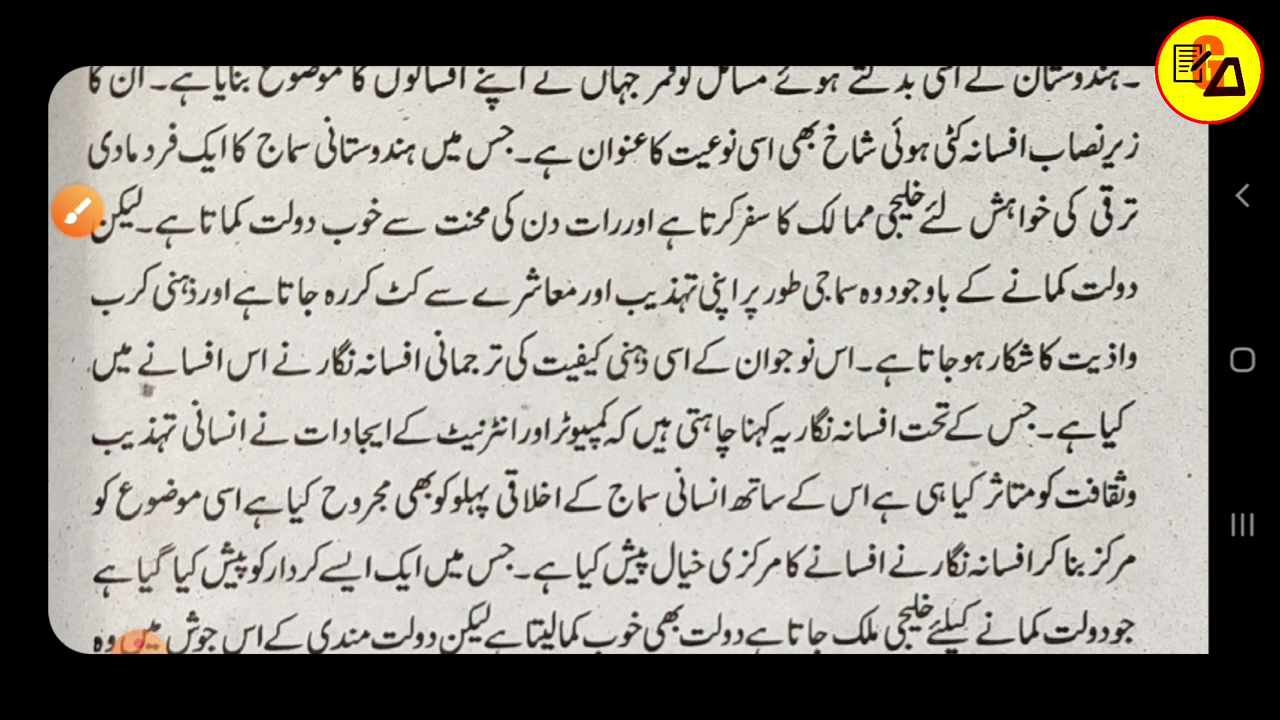 ۔ہندوستان کے اسی بدلتے ہوئے مسائل کو قمر جہاں نے اپنے افسانوں کا موضوع بنایا ہے۔ ان کا
زیر نصاب افسانہ کٹی ہوئی شاخ بھی اسی نوعیت کا عنوان ہے۔ جس میں ہندوستانی سماج کا ایک فرد مادی
ترقی کی خواہش لئے خلیجی ممالک کا سفر کرتا ہے اور رات دن کی محنت سے خوب دولت کماتا ہے۔ لیکن
دولت کمانے کے باوجود وہ سماجی طور پر اپنی تہذیب اور معاشرے سے کٹ کر رہ جاتا ہے اور ذہنی کرب
واذیت کا شکار ہو جاتا ہے۔ اس نوجوان کے اسی ذہنی کیفیت کی ترجمانی افسانہ نگار نے اس افسانے میں
کیا ہے۔ جس کے تحت افسانہ نگار یہ کہنا چاہتی ہیں کہ کمپیوٹر اور انٹرنیٹ کے ایجادات نے انسانی تہذیب
وثقافت کو متاثر کیا ہی ہے اس کے ساتھ انسانی سماج کے اخلاقی پہلو کو بھی مجروح کیا ہے اسی موضوع کو
مرکز بنا کر افسانہ نگار نے افسانے کا مرکزی خیال پیش کیا ہے۔ جس میں ایک ایسے کردار کو پیش کیا گیا ہے
جو دولت کمانے کیلئے خلیجی ملک جاتا ہے دولت بھی خوب کما لیتا ہے لیکن دولت مندی کے اس جوش میں وہ